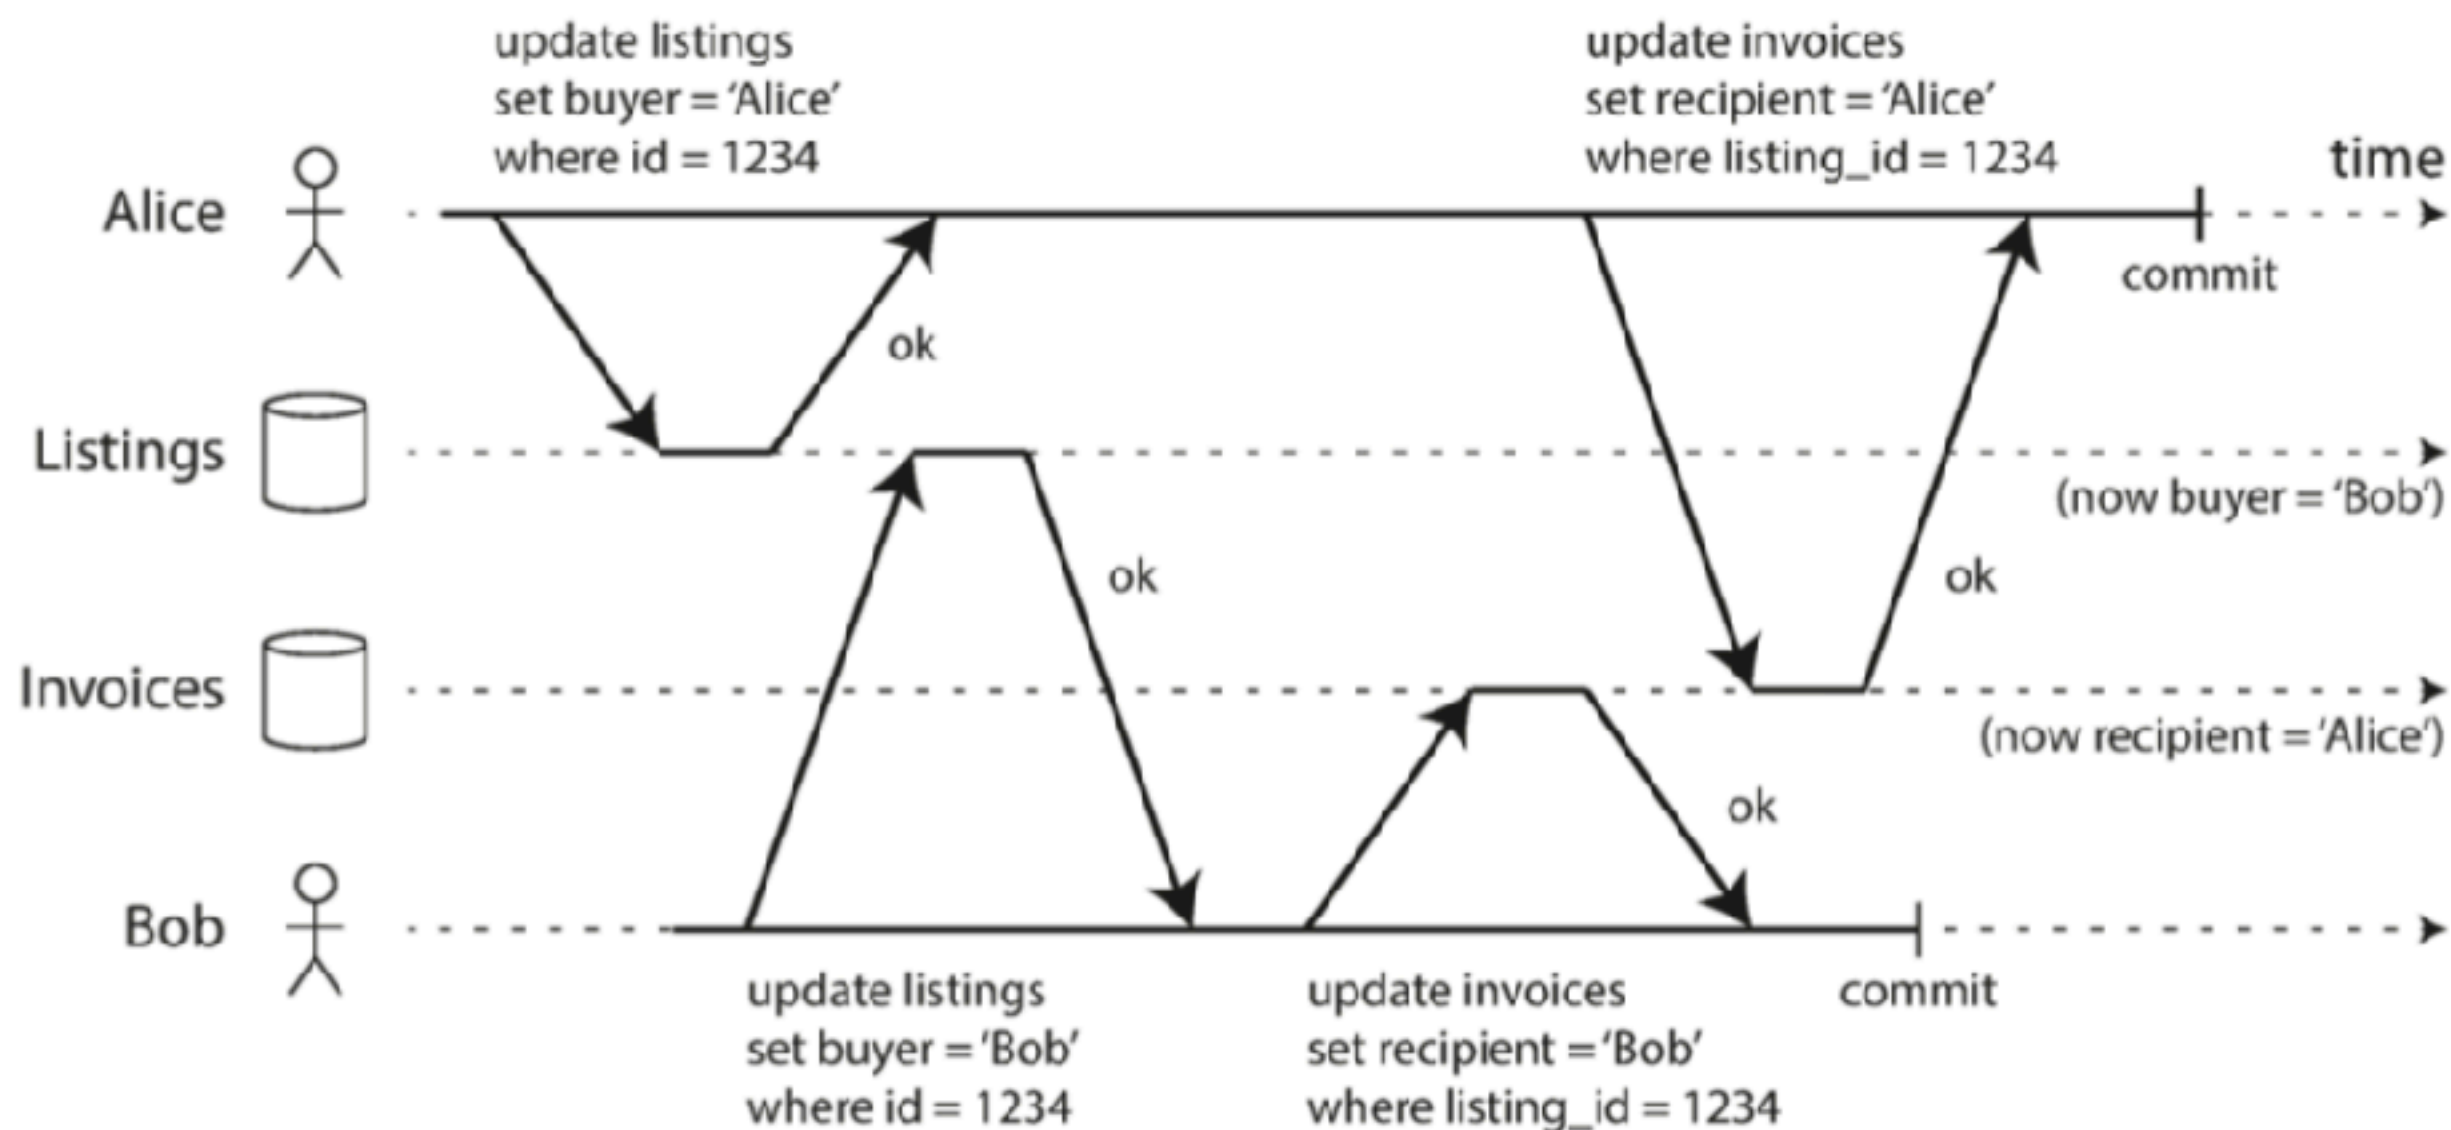 update listings
set buyer = ‘Alice’
where id = 1234
update invoices
set recipient = ‘Alice’
where listing_id = 1234
time
Alice
commit
ok
Listings
(now buyer = ‘Bob’)
ok
ok
Invoices
(now recipient = ‘Alice’)
ok
Bob
update listings
set buyer = ‘Bob’
where id = 1234
update invoices
set recipient = ‘Bob’
where listing_id = 1234
commit